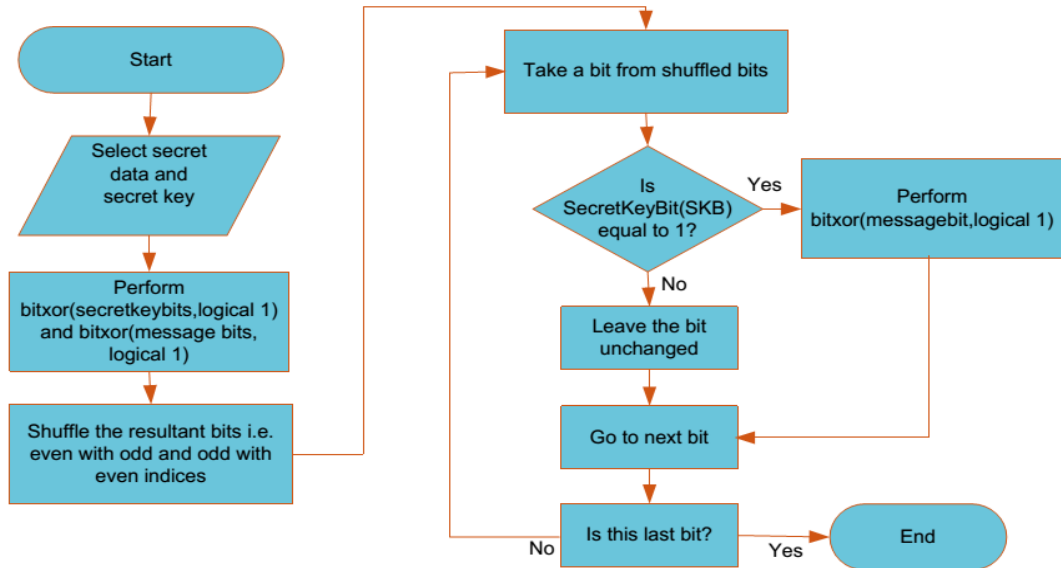 Start
Select secret
data and
secret key
Perform
bitxor(secretkeybits,logical 1)
and bitxor(message bits,
logical 1)
Shuffle the resultant bits i.e.
even with odd and odd with
even indices
Take a bit from shuffled bits
Is
SecretKeyBit(SKB)
equal to 1?
Yes
Perform
bitxor(messagebit,logical 1)
No
Leave the bit
unchanged
Go to next bit
Is this last bit?
No
Yes
End